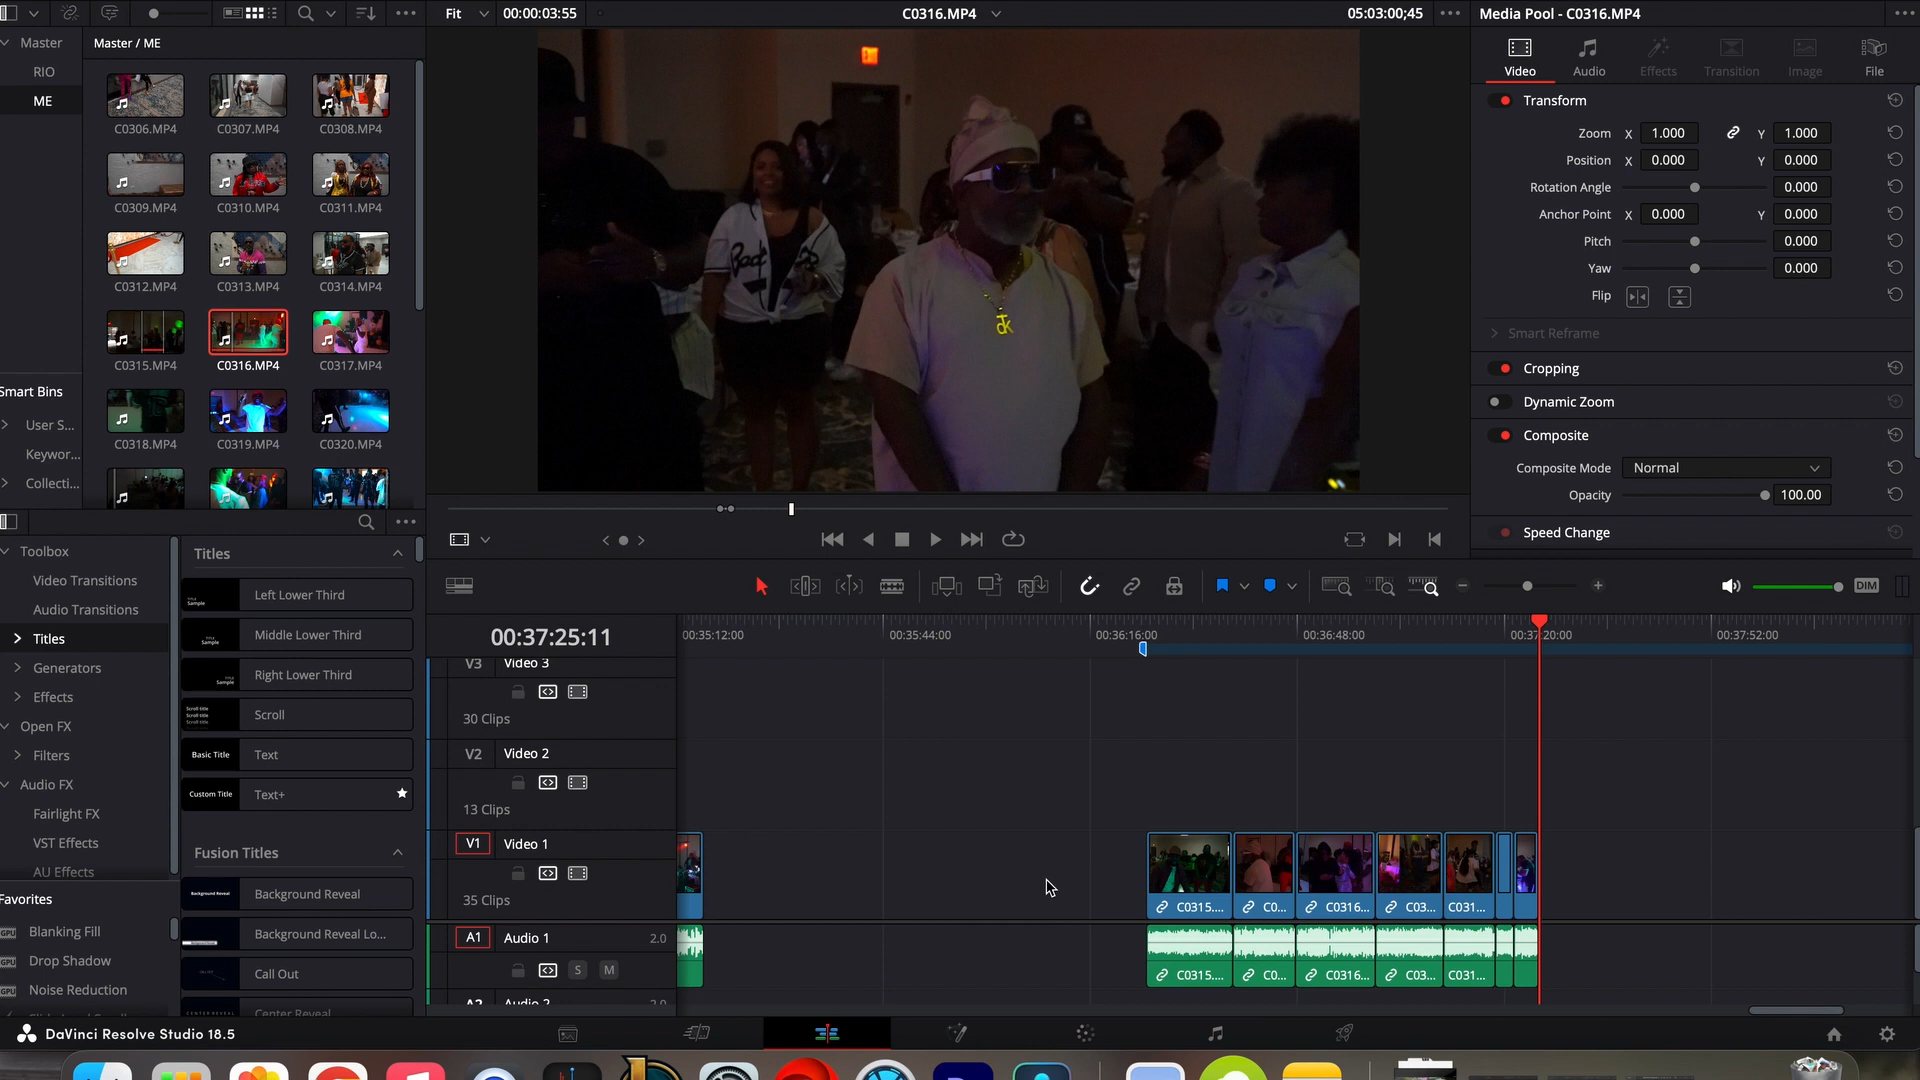 Fit
00:00:03:55
C0316.MP4
05:03:00;45
Media Pool - C0316.MP4
Master
Master / ME
RIO
ME
C0306.MP4
C0307.MP4
C0308.MP4
C0309.MP4
C0310.MP4
C0311.MP4
C0312.MP4
C0313.MP4
C0314.MP4
C0315.MP4
C0316.MP4
C0317.MP4
C0318.MP4
C0319.MP4
C0320.MP4
Smart Bins
User S...
Keywor...
Collecti...
Video
Audio
Effects
Transition
Image
File
Transform
Zoom X 1.000 Y 1.000
Position X 0.000 Y 0.000
Rotation Angle 0.000
Anchor Point X 0.000 Y 0.000
Pitch 0.000
Yaw 0.000
Flip
Smart Reframe
Cropping
Dynamic Zoom
Composite
Composite Mode Normal
Opacity 100.00
Speed Change
Toolbox
Video Transitions
Audio Transitions
Titles
Generators
Effects
Open FX
Filters
Audio FX
Fairlight FX
VST Effects
AU Effects
Favorites
Blanking Fill
Drop Shadow
Noise Reduction
Titles
Left Lower Third
Middle Lower Third
Right Lower Third
Scroll
Basic Title Text
Custom Title Text+
Fusion Titles
Background Reveal
Background Reveal Lo...
Call Out
Center Reveal
DIM
00:37:25:11
00:35:12:00
00:35:44:00
00:36:16:00
00:36:48:00
00:37:20:00
00:37:52:00
V3 Video 3
30 Clips
V2 Video 2
13 Clips
V1 Video 1
35 Clips
C0315....
C0...
C0316...
C03...
C031...
A1 Audio 1 2.0
S M
C0315....
C0...
C0316...
C03...
C031...
A2 Audio 2 2.0
DaVinci Resolve Studio 18.5